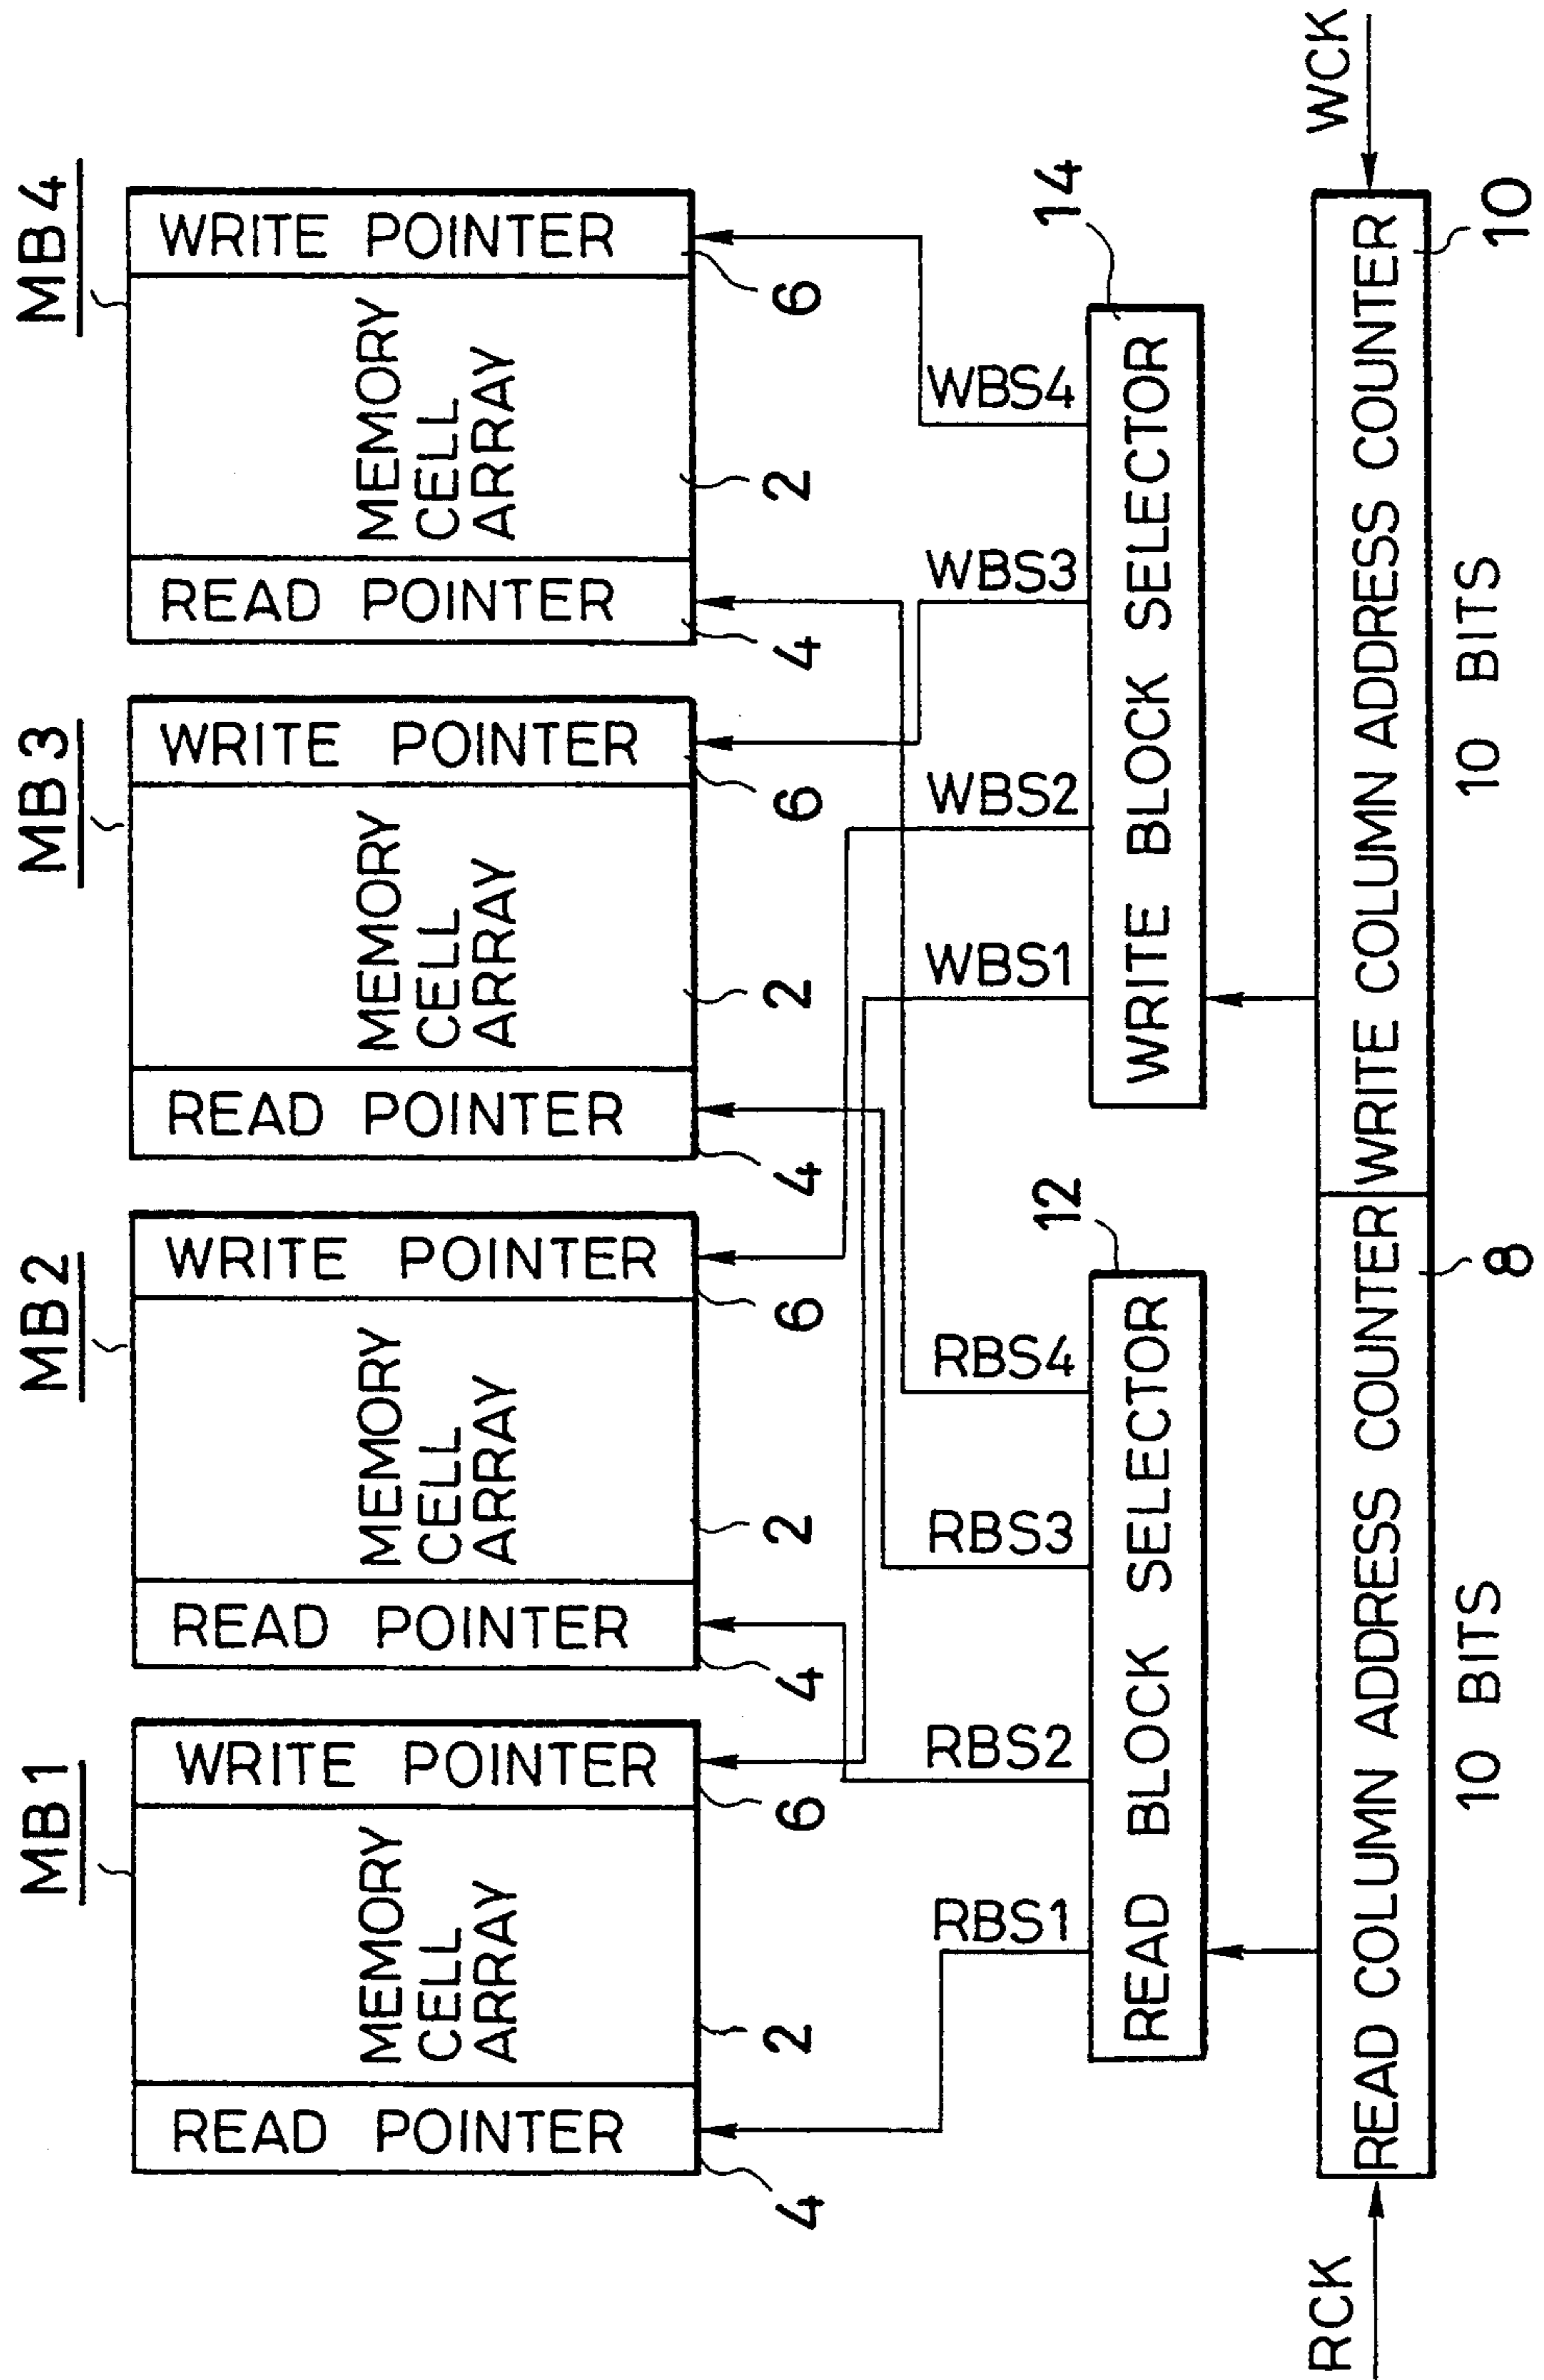 MB1
MB2
MB3
MB4
READ POINTER
MEMORY
CELL
ARRAY
WRITE POINTER
READ POINTER
MEMORY
CELL
ARRAY
WRITE POINTER
READ POINTER
MEMORY
CELL
ARRAY
WRITE POINTER
READ POINTER
MEMORY
CELL
ARRAY
WRITE POINTER
4
2
6
4
2
6
4
2
6
4
2
6
RBS1
RBS2
RBS3
RBS4
WBS1
WBS2
WBS3
WBS4
12
14
READ BLOCK SELECTOR
WRITE BLOCK SELECTOR
RCK
READ COLUMN ADDRESS COUNTER
WRITE COLUMN ADDRESS COUNTER
WCK
10 BITS
8
10 BITS
10